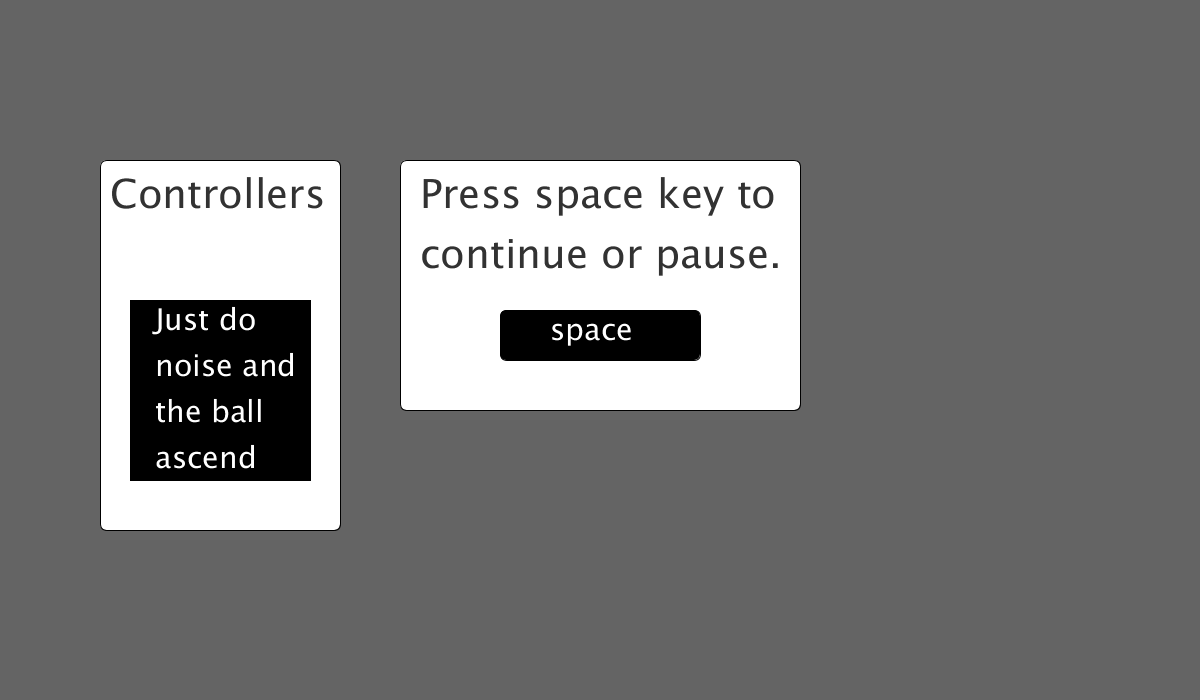 Controllers
Just do
noise and
the ball
ascend
Press space key to
continue or pause.
space